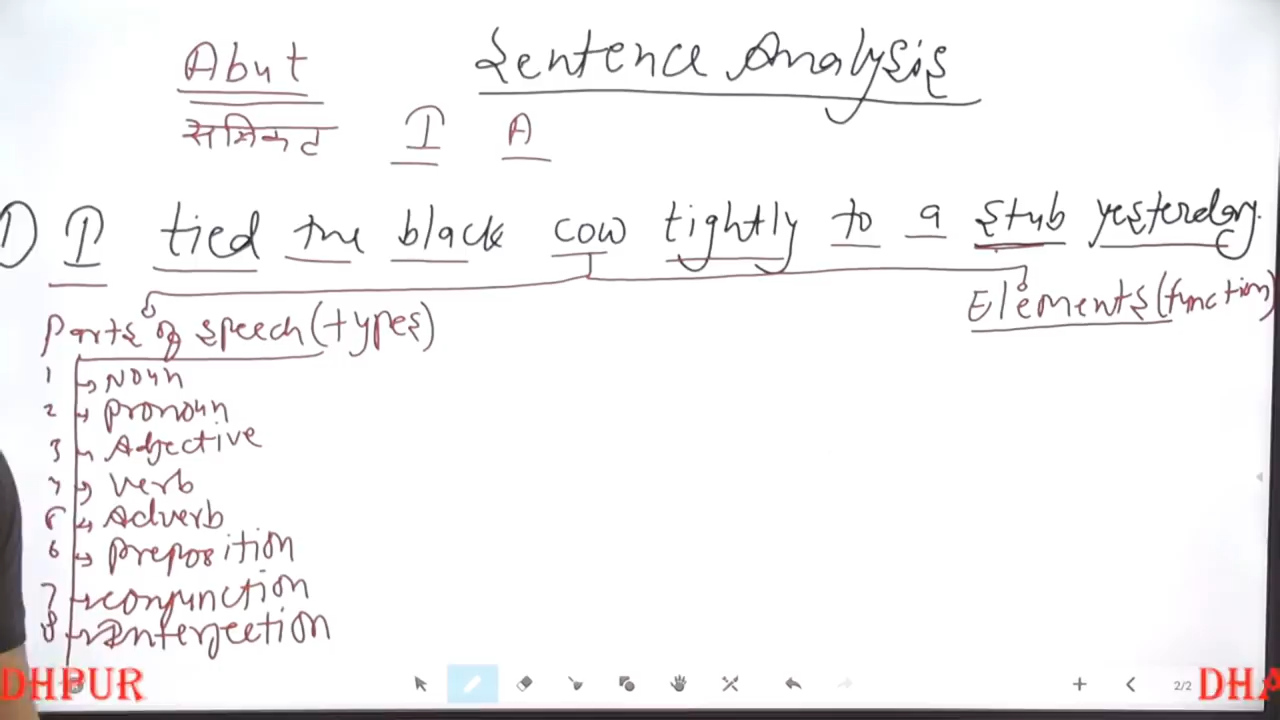 Abut Sentence Analysis
सन्निकट I A
1) I tied the black cow tightly to a stub yesterday.
Parts of speech (types) Elements (function)
1 Noun
2 pronoun
3 Adjective
4 verb
5 Adverb
6 preposition
7 conjunction
8 Interjection
2/2
DHPUR DHA